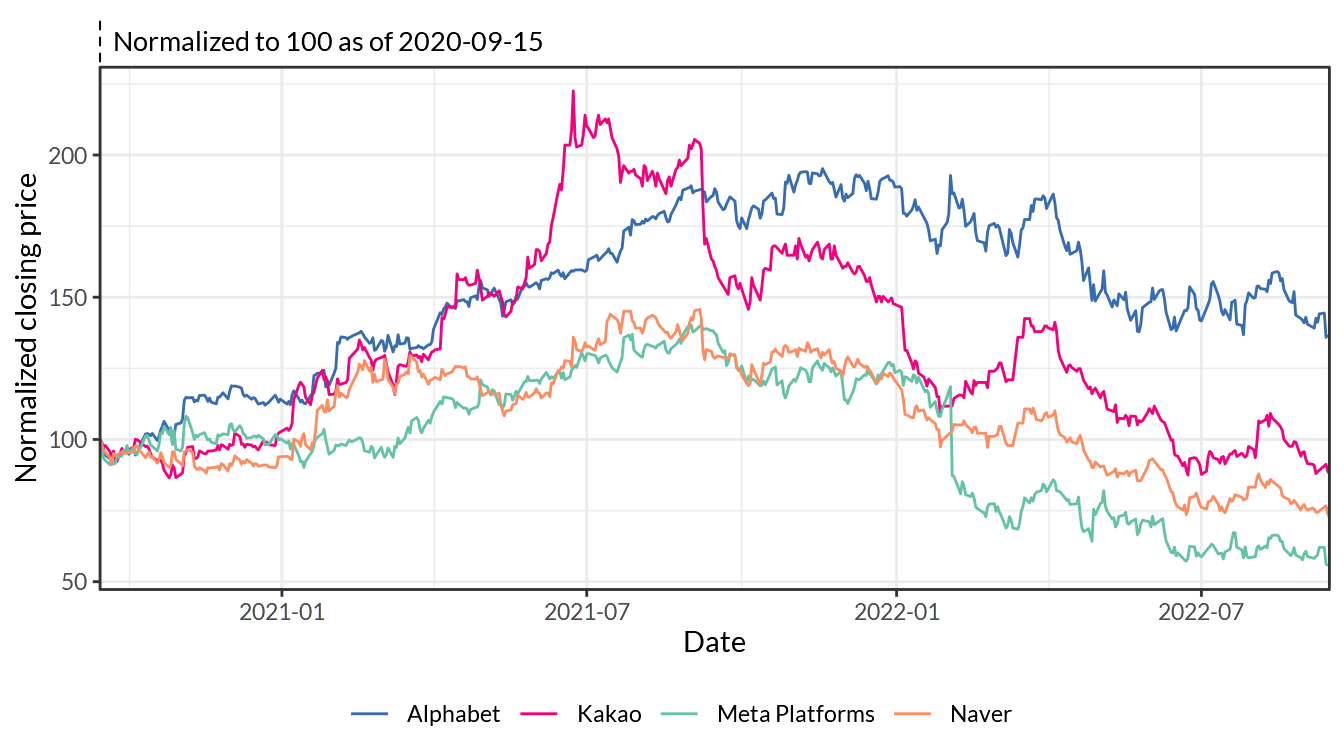 Normalized to 100 as of 2020-09-15
Normalized closing price
200
150
100
50
2021-01 2021-07 2022-01 2022-07
Date
Alphabet Kakao Meta Platforms Naver